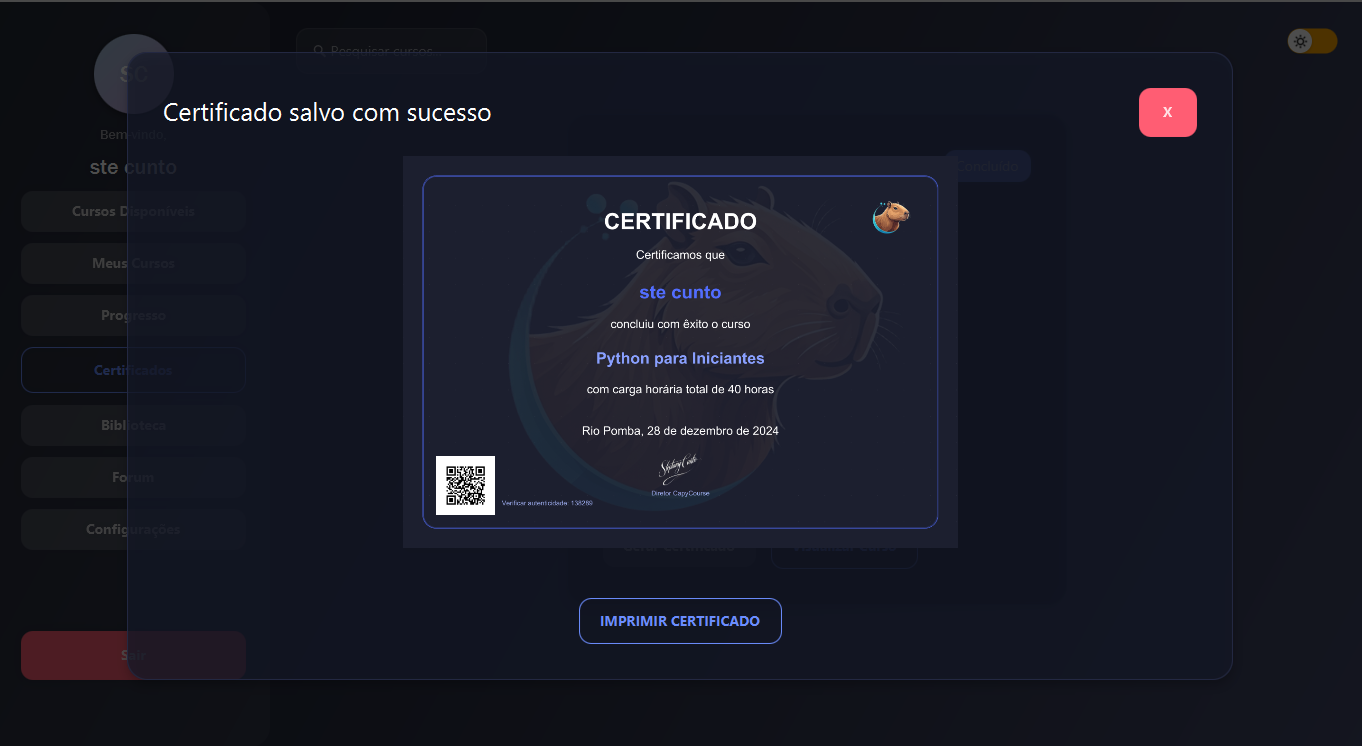 SC
Pesquisar cursos
Certificado salvo com sucesso
X
Bem-vindo,
ste cunto
Cursos Disponíveis
Meus Cursos
Progresso
Certificados
Biblioteca
Forum
Configurações
Sair
Concluído
CERTIFICADO
Certificamos que
ste cunto
concluiu com êxito o curso
Python para Iniciantes
com carga horária total de 40 horas
Rio Pomba, 28 de dezembro de 2024
Diretor CapyCourse
Verificar autenticidade: 138289
IMPRIMIR CERTIFICADO